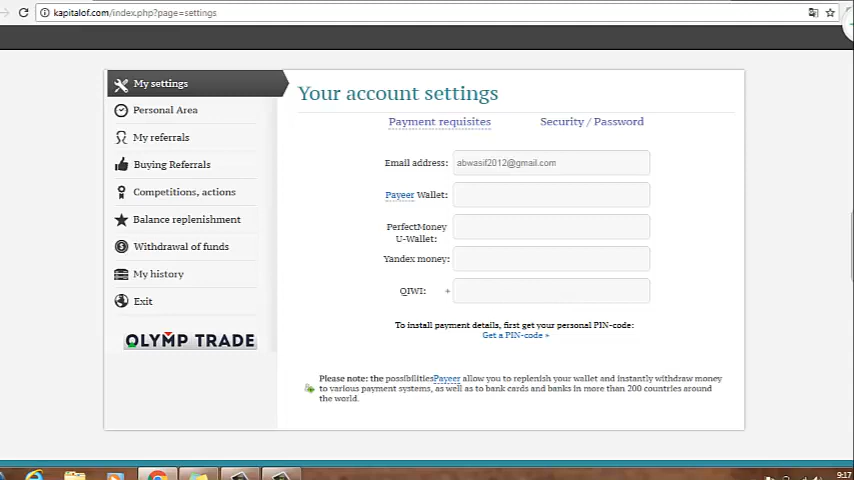 kapitalof.com/index.php?page=settings
My settings
Personal Area
My referrals
Buying Referrals
Competitions, actions
Balance replenishment
Withdrawal of funds
My history
Exit
OLYMP TRADE
Your account settings
Payment requisites Security / Password
Email address: abwasif2012@gmail.com
Payeer Wallet:
PerfectMoney
U-Wallet:
Yandex money:
QIWI: +
To install payment details, first get your personal PIN-code:
Get a PIN-code »
Please note: the possibilitiesPayeer allow you to replenish your wallet and instantly withdraw money
to various payment systems, as well as to bank cards and banks in more than 200 countries around
the world.
9:17